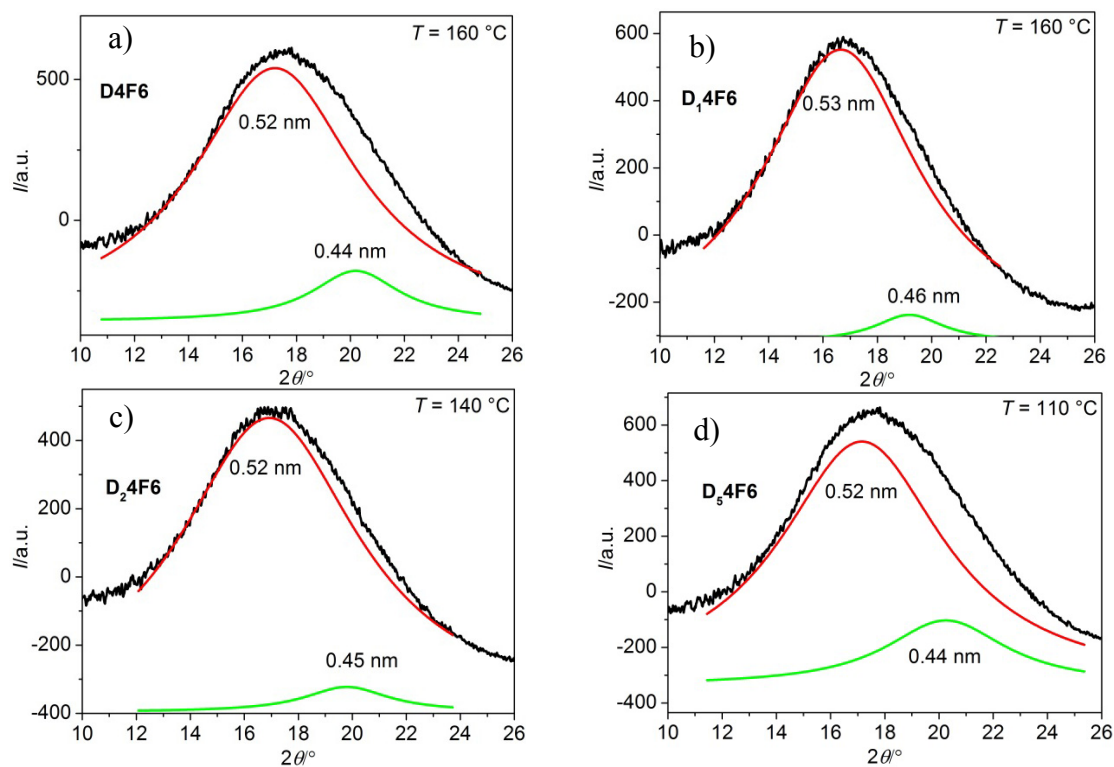 a)
T = 160 °C
D4F6
0.52 nm
0.44 nm
I/a.u.
500
0
10 12 14 16 18 20 22 24 26
2θ/°
b)
T = 160 °C
D₁4F6
0.53 nm
0.46 nm
I/a.u.
600
400
200
0
-200
10 12 14 16 18 20 22 24 26
2θ/°
c)
T = 140 °C
D₂4F6
0.52 nm
0.45 nm
I/a.u.
400
200
0
-200
-400
10 12 14 16 18 20 22 24 26
2θ/°
d)
T = 110 °C
D₅4F6
0.52 nm
0.44 nm
I/a.u.
600
400
200
0
-200
-400
10 12 14 16 18 20 22 24 26
2θ/°